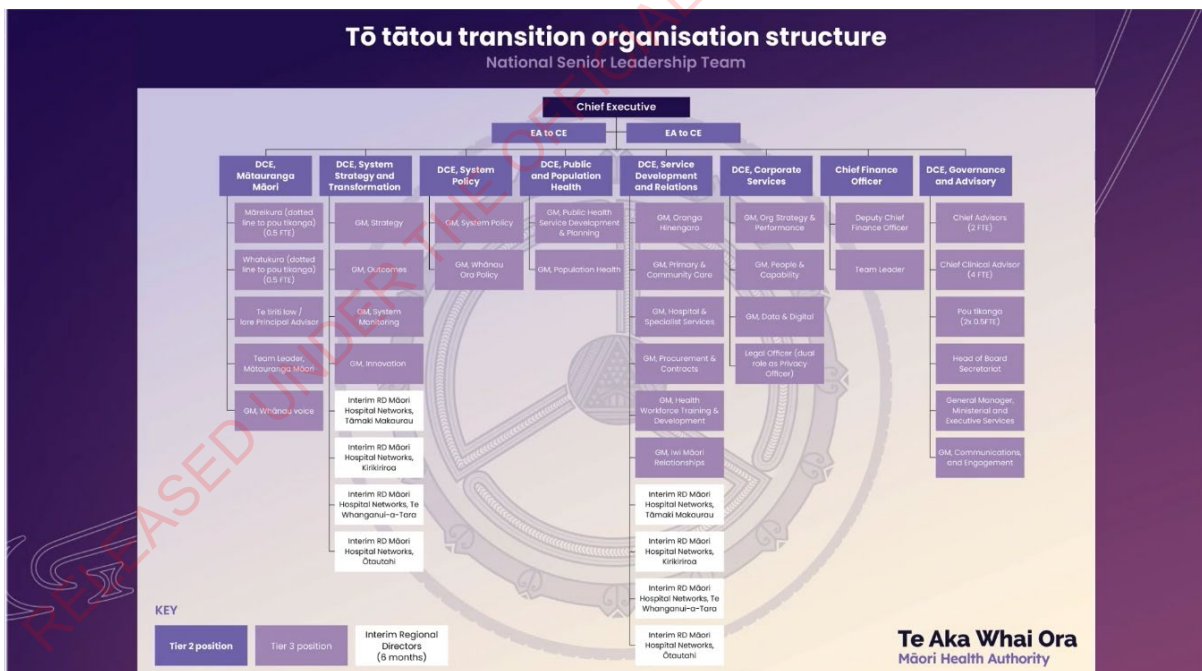 Tō tātou transition organisation structure
National Senior Leadership Team
Chief Executive
EA to CE
EA to CE
DCE,
Mātauranga
Māori
Māreikura (dotted
line to pou tikanga)
(0.5 FTE)
Whatukura (dotted
line to pou tikanga)
(0.5 FTE)
Te tiriti law /
lore Principal Advisor
Team Leader,
Mātauranga Māori
GM, Whānau voice
DCE, System
Strategy and
Transformation
GM, Strategy
GM, Outcomes
GM, System
Monitoring
GM, Innovation
Interim RD Māori
Hospital Networks,
Tāmaki Makaurau
Interim RD Māori
Hospital Networks,
Kirikiriroa
Interim RD Māori
Hospital Networks, Te
Whanganui-a-Tara
Interim RD Māori
Hospital Networks,
Ōtautahi
DCE, System
Policy
GM, System Policy
GM, Whānau
Ora Policy
DCE, Public
and Population
Health
GM, Public Health
Service Development
& Planning
GM, Population Health
DCE, Service
Development
and Relations
GM, Oranga
Hinengaro
GM, Primary &
Community Care
GM, Hospital &
Specialist Services
GM, Procurement &
Contracts
GM, Health
Workforce Training &
Development
GM, Iwi Māori
Relationships
Interim RD Māori
Hospital Networks,
Tāmaki Makaurau
Interim RD Māori
Hospital Networks,
Kirikiriroa
Interim RD Māori
Hospital Networks, Te
Whanganui-a-Tara
Interim RD Māori
Hospital Networks,
Ōtautahi
DCE, Corporate
Services
GM, Org Strategy &
Performance
GM, People &
Capability
GM, Data & Digital
Legal Officer (dual
role as Privacy
Officer)
Chief Finance
Officer
Deputy Chief
Finance Officer
Team Leader
DCE, Governance
and Advisory
Chief Advisors
(2 FTE)
Chief Clinical Advisor
(4 FTE)
Pou tikanga
(2x 0.5FTE)
Head of Board
Secretariat
General Manager,
Ministerial and
Executive Services
GM, Communications,
and Engagement
KEY
Tier 2 position
Tier 3 position
Interim Regional
Directors
(6 months)
Te Aka Whai Ora
Māori Health Authority
RELEASED UNDER THE OFFICIAL